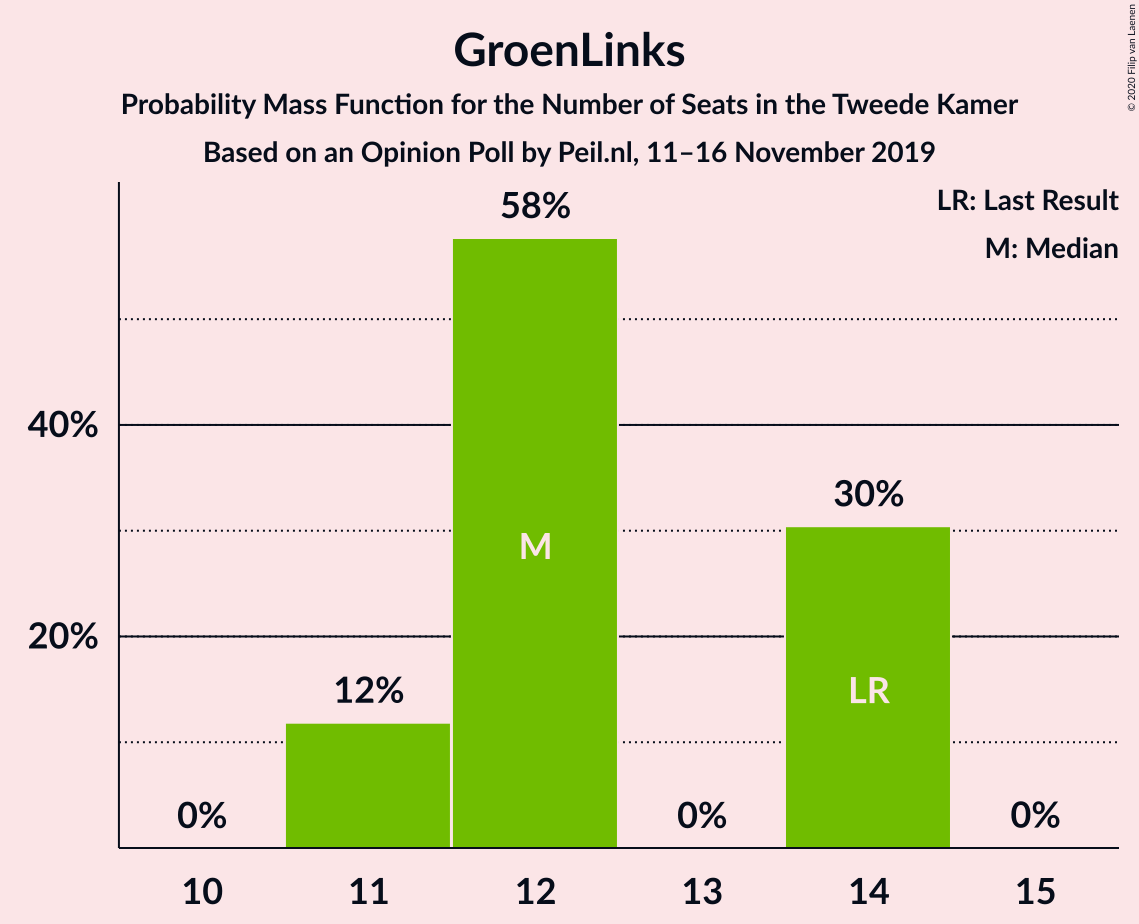 GroenLinks
Probability Mass Function for the Number of Seats in the Tweede Kamer
Based on an Opinion Poll by Peil.nl, 11–16 November 2019
© 2020 Filip van Laenen
LR: Last Result
M: Median
58%
40%
30%
M
20%
12%
LR
0%
0%
0%
10
11
12
13
14
15